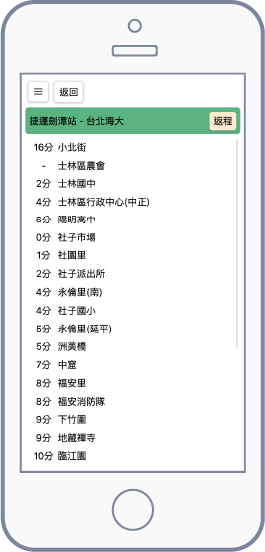 返回
捷運劍潭站 - 台北海大 返程
16分 小北街
- 士林區農會
2分 士林國中
4分 士林區行政中心(中正)
6分 陽明高中
0分 社子市場
1分 社園里
2分 社子派出所
4分 永倫里(南)
4分 社子國小
6分 永倫里(延平)
5分 洲美橋
7分 中窟
8分 福安里
8分 福安消防隊
9分 下竹圍
9分 地藏禪寺
10分 臨江園